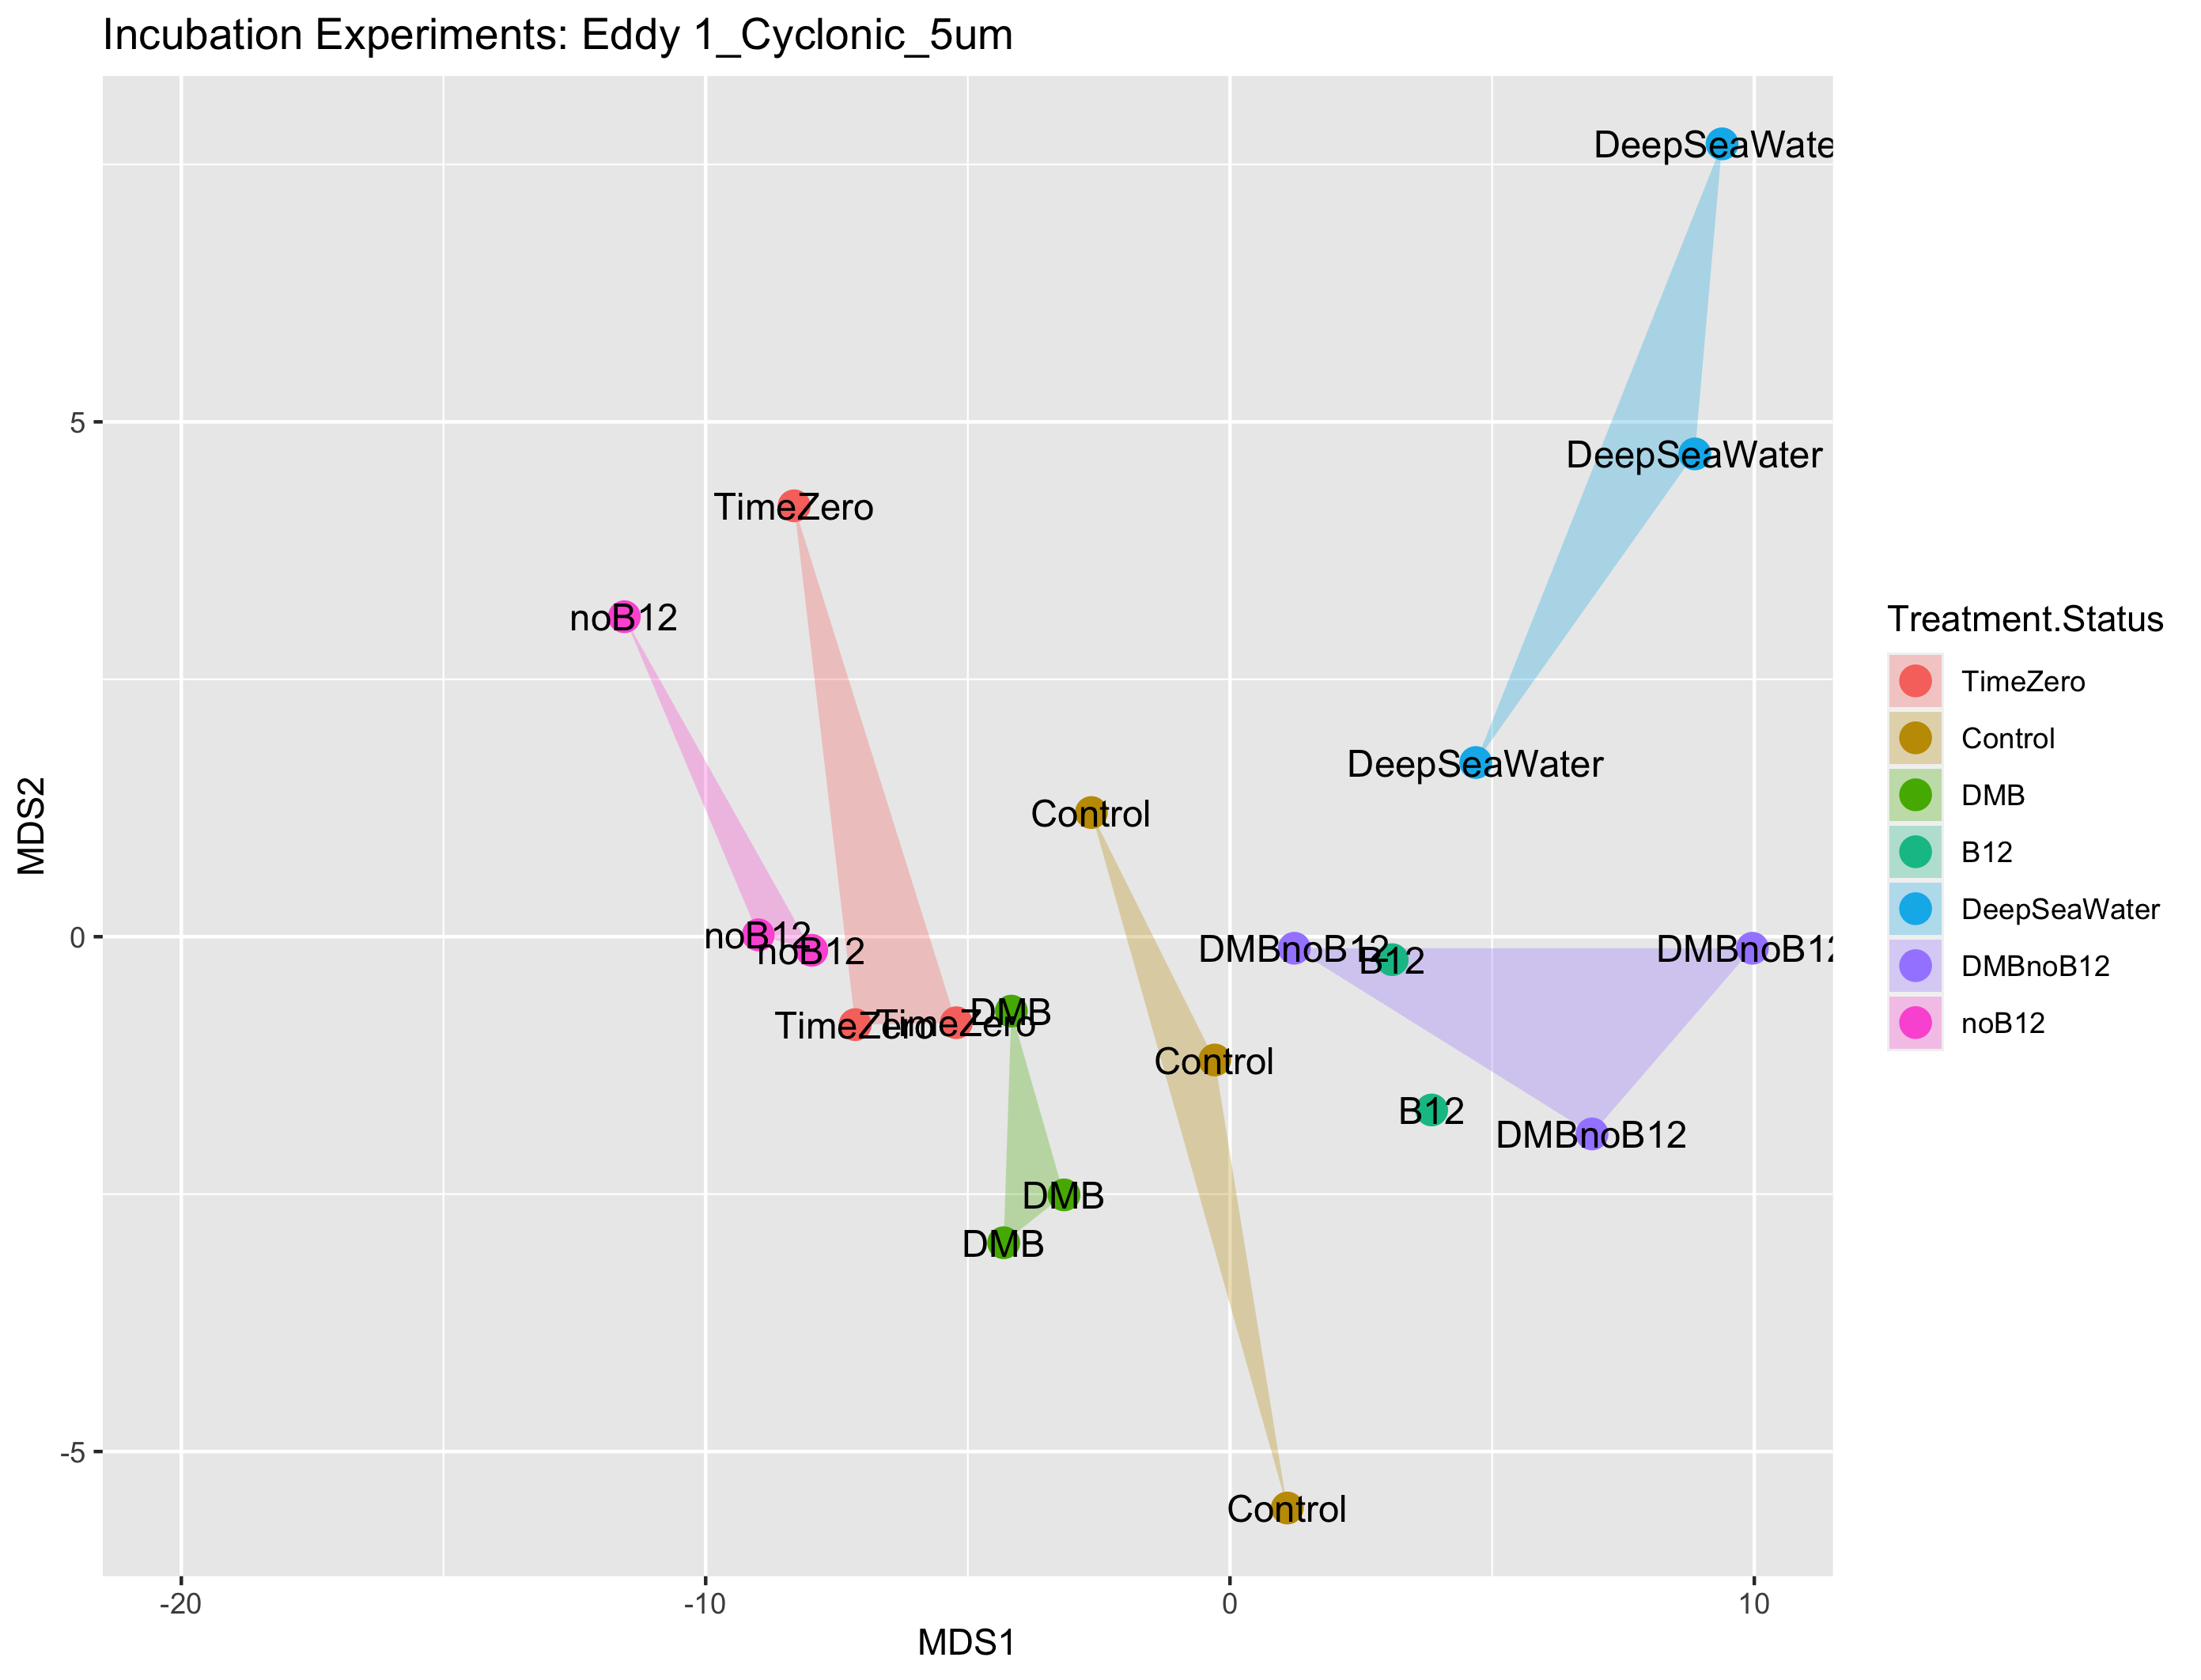 Incubation Experiments: Eddy 1_Cyclonic_5um
DeepSeaWate
5
DeepSeaWater
TimeZero
noB12
DeepSeaWater
Control
MDS2
0
noB12
noB12
DMBnoB12
B12
DMBnoB12
DMB
TimeZero
TimeZero
Control
B12
DMBnoB12
DMB
DMB
-5
Control
-20
-10
0
10
MDS1
Treatment.Status
TimeZero
Control
DMB
B12
DeepSeaWater
DMBnoB12
noB12